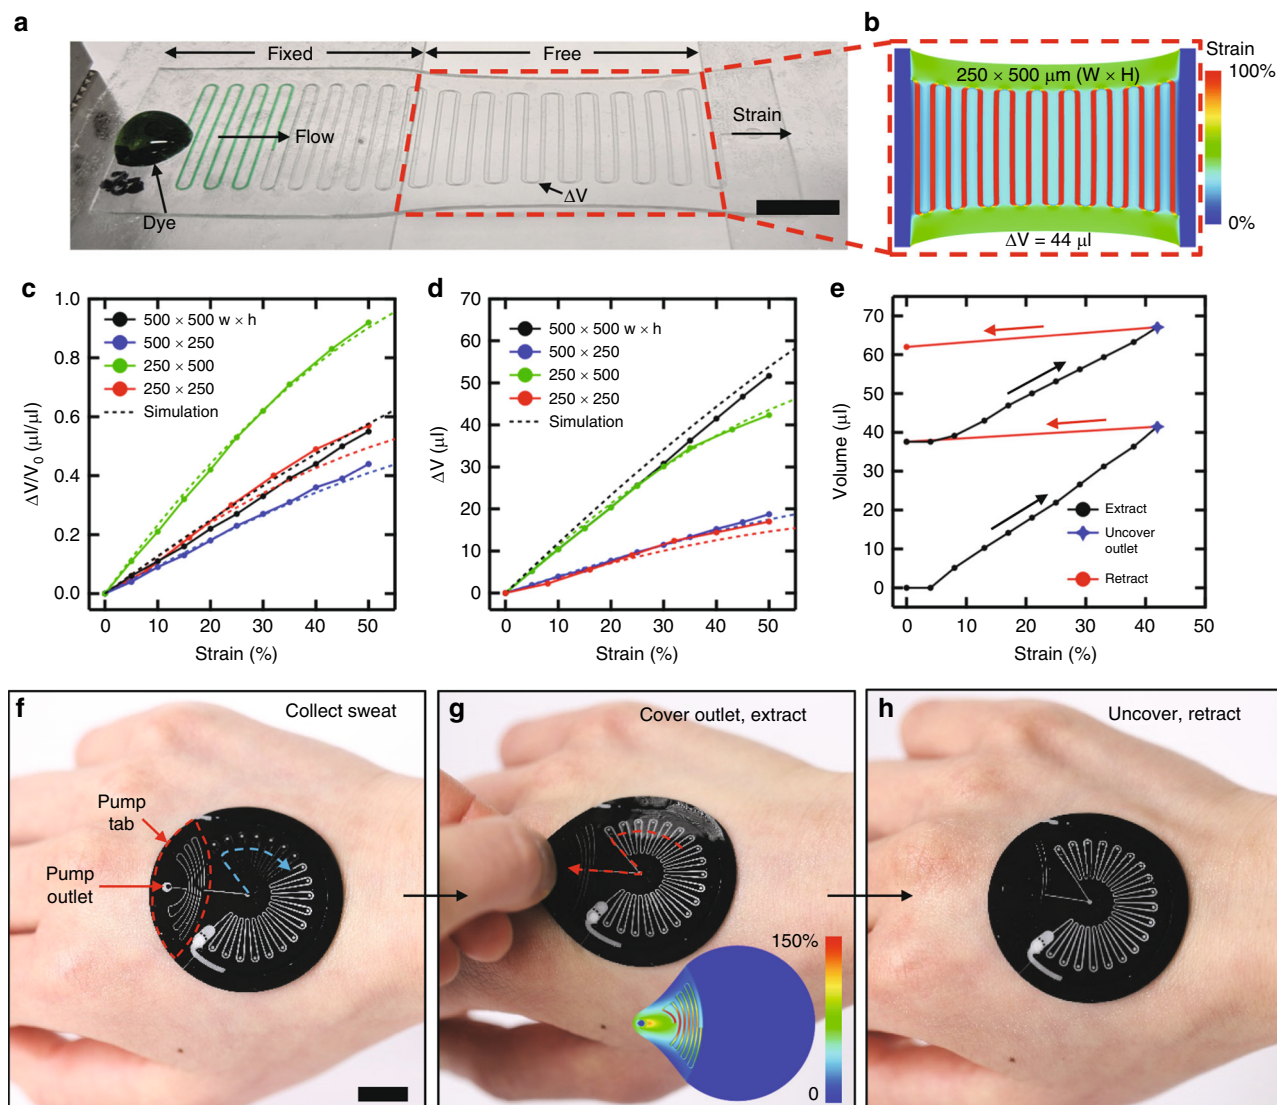 a
Fixed
Free
Flow
Strain
Dye
ΔV
b
Strain
250 × 500 μm (W × H)
100%
0%
ΔV = 44 μl
c
1.0
0.8
0.6
0.4
0.2
0.0
ΔV/V₀ (μl/μl)
500 × 500 w × h
500 × 250
250 × 500
250 × 250
Simulation
0 10 20 30 40 50
Strain (%)
d
70
60
50
40
30
20
10
0
ΔV (μl)
500 × 500 w × h
500 × 250
250 × 500
250 × 250
Simulation
0 10 20 30 40 50
Strain (%)
e
70
60
50
40
30
20
10
0
Volume (μl)
Extract
Uncover
outlet
Retract
0 10 20 30 40 50
Strain (%)
f
Collect sweat
Pump
tab
Pump
outlet
g
Cover outlet, extract
150%
0
h
Uncover, retract